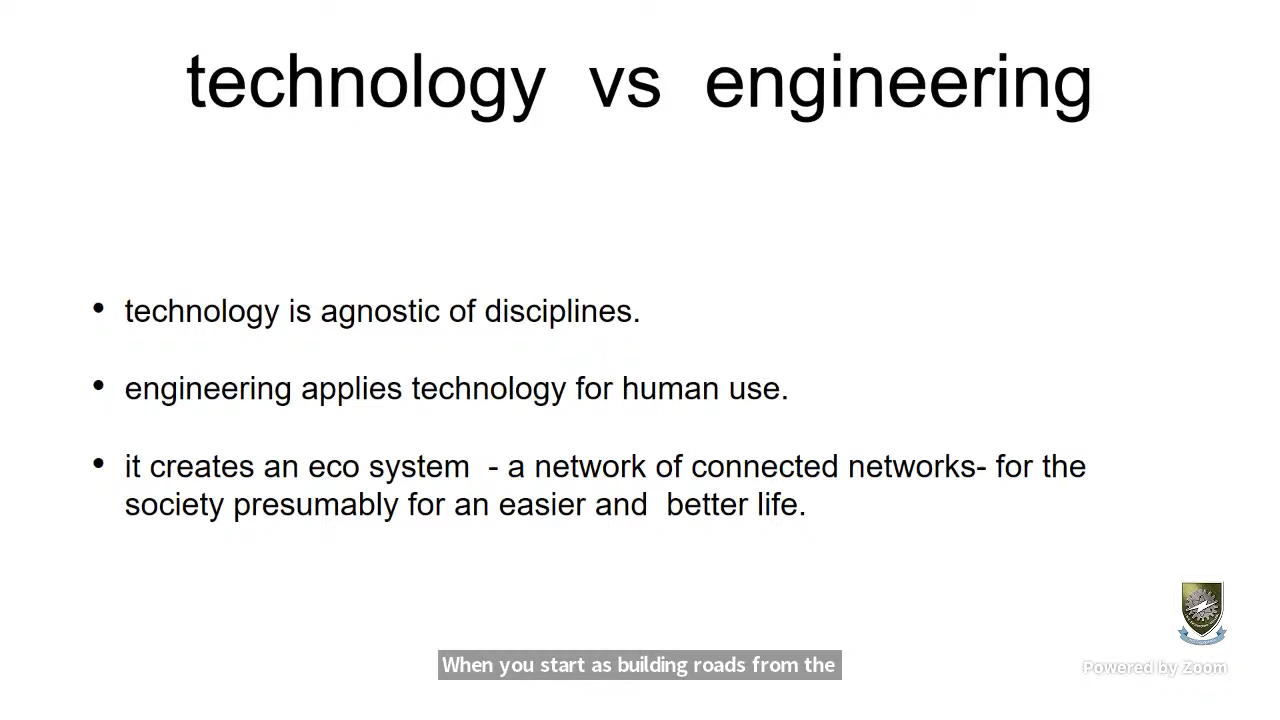 technology vs engineering
• technology is agnostic of disciplines.
• engineering applies technology for human use.
• it creates an eco system - a network of connected networks- for the
society presumably for an easier and better life.
When you start as building roads from the
Powered by Zoom